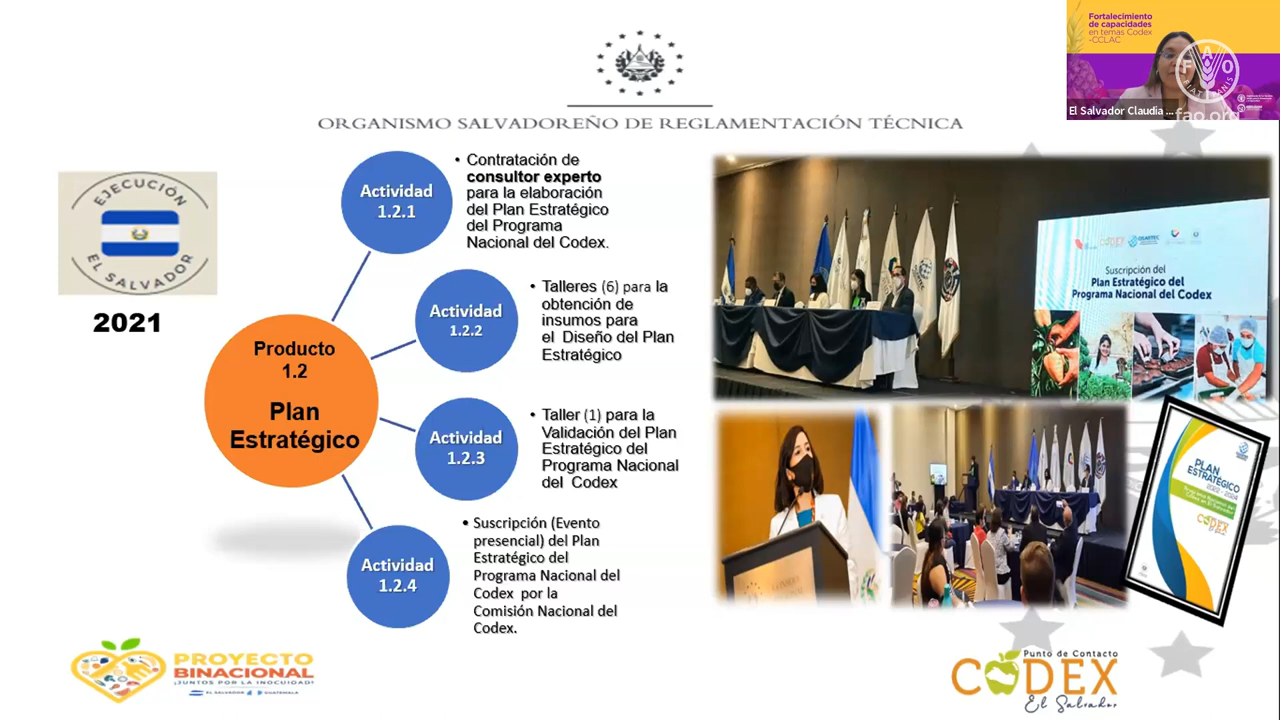 Fortalecimiento
de capacidades
en temas Codex
-CCLAC
FAO
FIAT PANIS
El Salvador Claudia ...
fao.org
ORGANISMO SALVADOREÑO DE REGLAMENTACIÓN TÉCNICA
EJECUCIÓN
EL SALVADOR
2021
Producto
1.2
Plan
Estratégico
Actividad
1.2.1
• Contratación de
consultor experto
para la elaboración
del Plan Estratégico
del Programa
Nacional del Codex.
Actividad
1.2.2
• Talleres (6) para la
obtención de
insumos para
el Diseño del Plan
Estratégico
Actividad
1.2.3
• Taller (1) para la
Validación del Plan
Estratégico del
Programa Nacional
del Codex
Actividad
1.2.4
• Suscripción (Evento
presencial) del Plan
Estratégico del
Programa Nacional del
Codex por la
Comisión Nacional del
Codex.
CODEX
OSARTEC
Suscripción del
Plan Estratégico del
Programa Nacional del Codex
PLAN
ESTRATÉGICO
CODEX
PROYECTO
BINACIONAL
¡JUNTOS POR LA INOCUIDAD!
EL SALVADOR
GUATEMALA
Punto de Contacto
CODEX
El Salvador